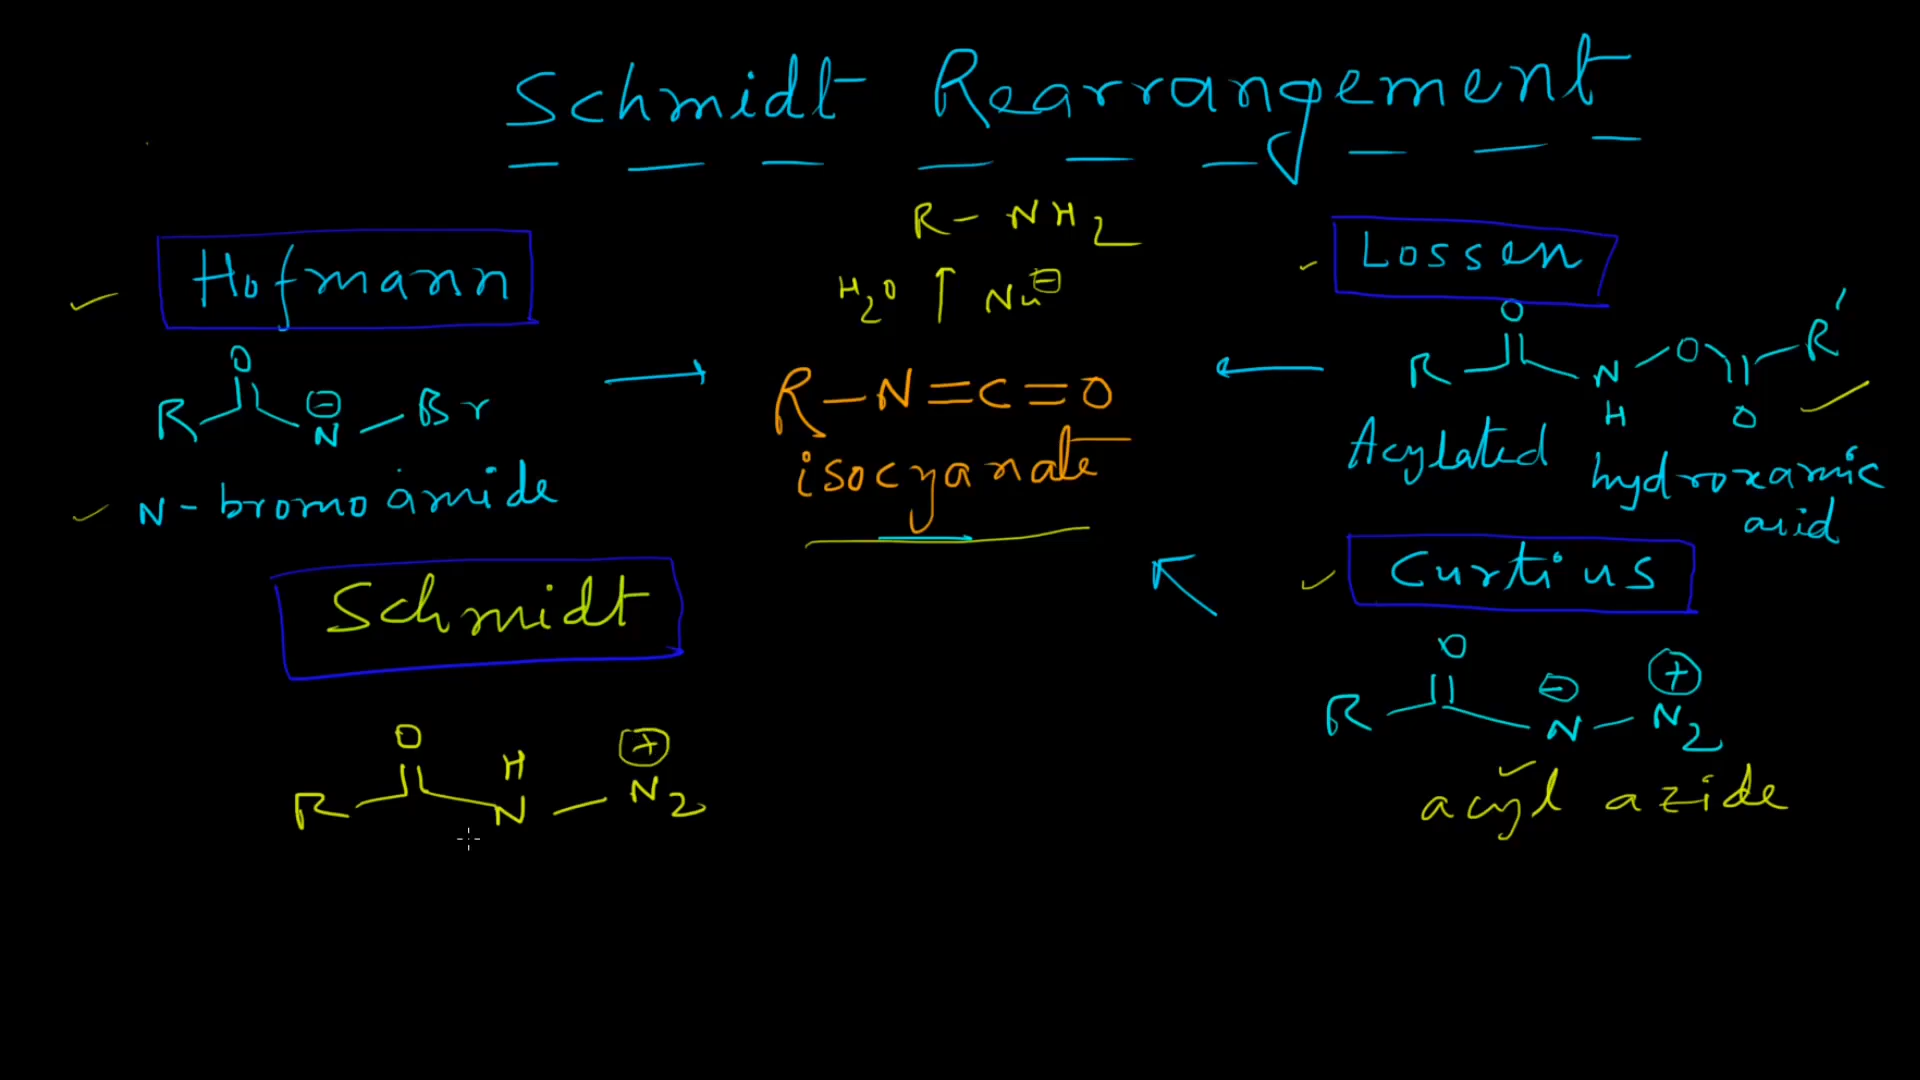 Schmidt Rearrangement
R - NH2
H2O ↑ Nu⊖
Hofmann
O
R N⊖ - Br
N - bromo amide
→
R - N = C = O
isocyanate
←
Lossen
O
R N O R'
H O
Acylated hydroxamic acid
Schmidt
O H ⊕
R N - N2
Curtius
O ⊖ ⊕
R N - N2
acyl azide